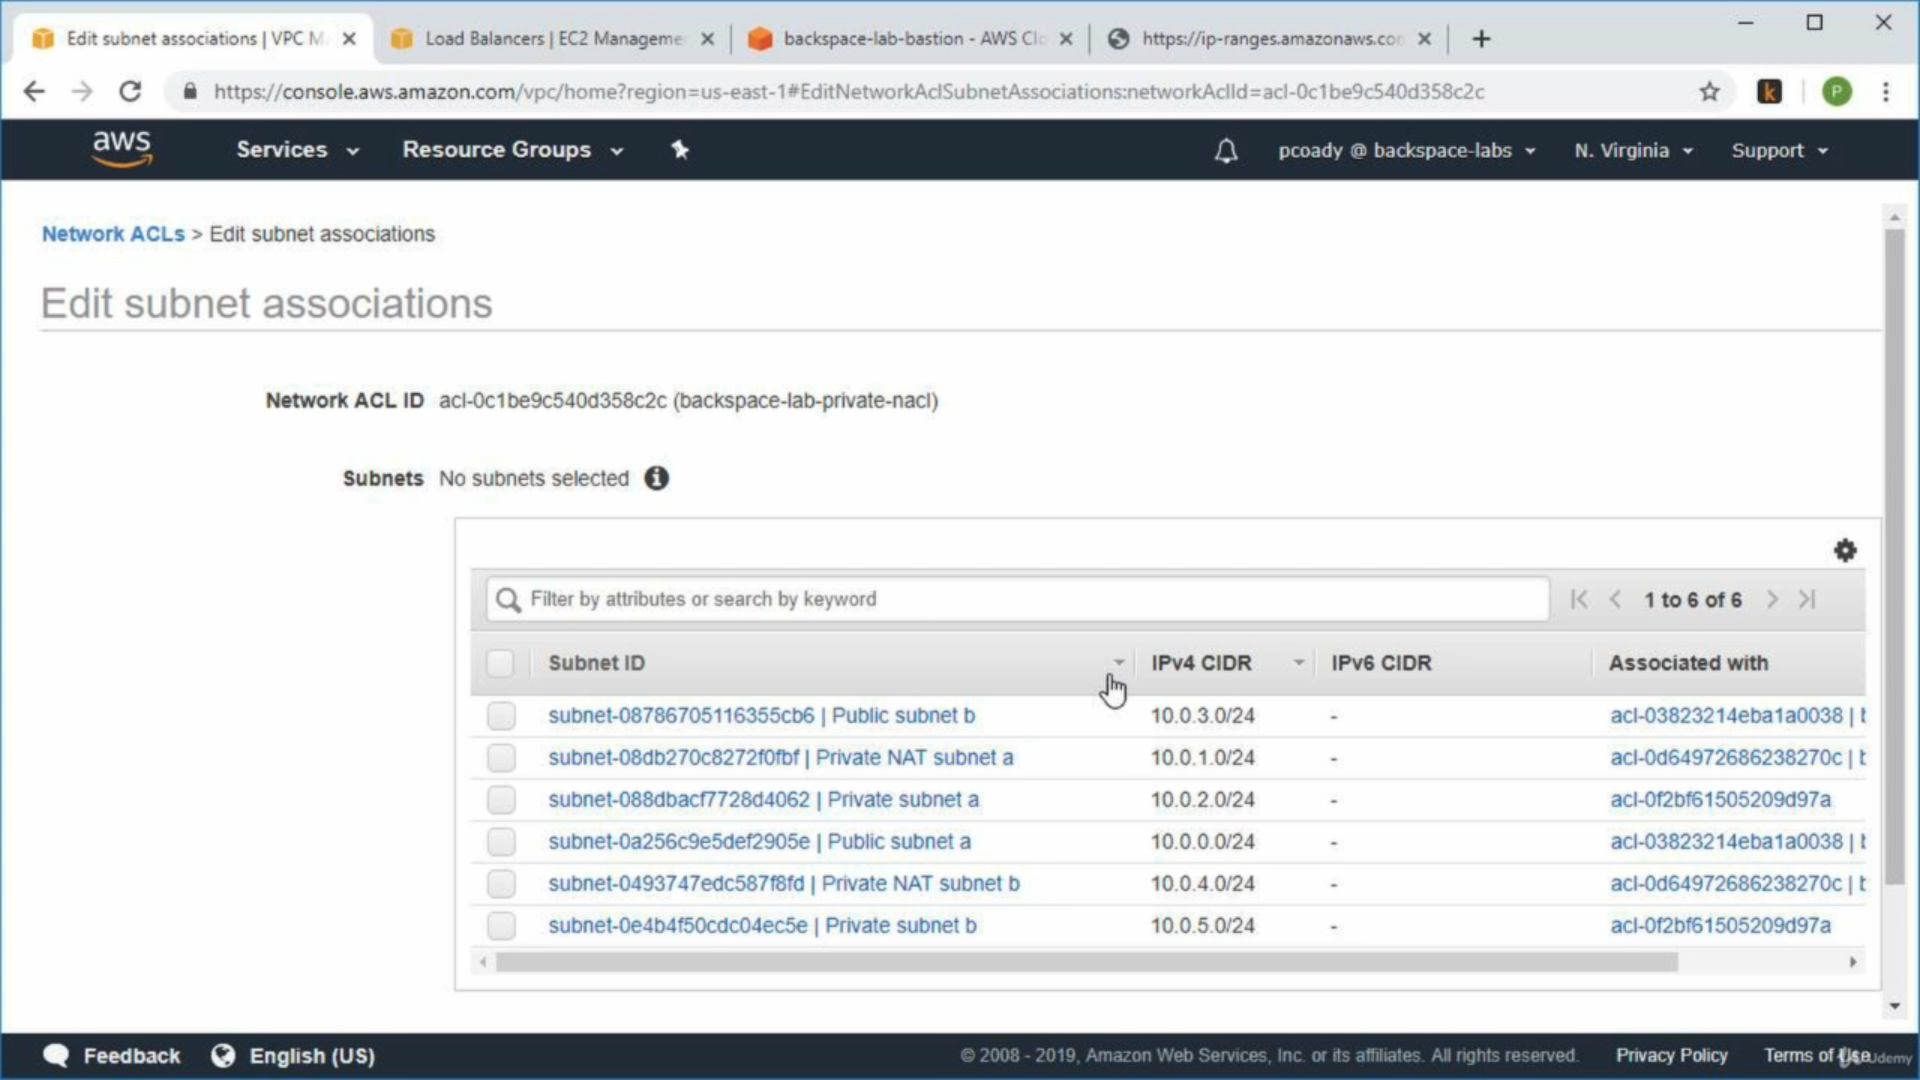 Edit subnet associations | VPC M
Load Balancers | EC2 Manageme
backspace-lab-bastion - AWS Clo
https://ip-ranges.amazonaws.com
https://console.aws.amazon.com/vpc/home?region=us-east-1#EditNetworkAclSubnetAssociations:networkAclId=acl-0c1be9c540d358c2c
k
P
aws
Services
Resource Groups
pcoady @ backspace-labs
N. Virginia
Support
Network ACLs > Edit subnet associations
Edit subnet associations
Network ACL ID acl-0c1be9c540d358c2c (backspace-lab-private-nacl)
Subnets No subnets selected
Filter by attributes or search by keyword
1 to 6 of 6
Subnet ID IPv4 CIDR IPv6 CIDR Associated with
subnet-08786705116355cb6 | Public subnet b 10.0.3.0/24 - acl-03823214eba1a0038 |
subnet-08db270c8272f0fbf | Private NAT subnet a 10.0.1.0/24 - acl-0d64972686238270c |
subnet-088dbacf7728d4062 | Private subnet a 10.0.2.0/24 - acl-0f2bf61505209d97a
subnet-0a256c9e5def2905e | Public subnet a 10.0.0.0/24 - acl-03823214eba1a0038 |
subnet-0493747edc587f8fd | Private NAT subnet b 10.0.4.0/24 - acl-0d64972686238270c |
subnet-0e4b4f50cdc04ec5e | Private subnet b 10.0.5.0/24 - acl-0f2bf61505209d97a
Feedback
English (US)
© 2008 - 2019, Amazon Web Services, Inc. or its affiliates. All rights reserved.
Privacy Policy
Terms of Use
Udemy